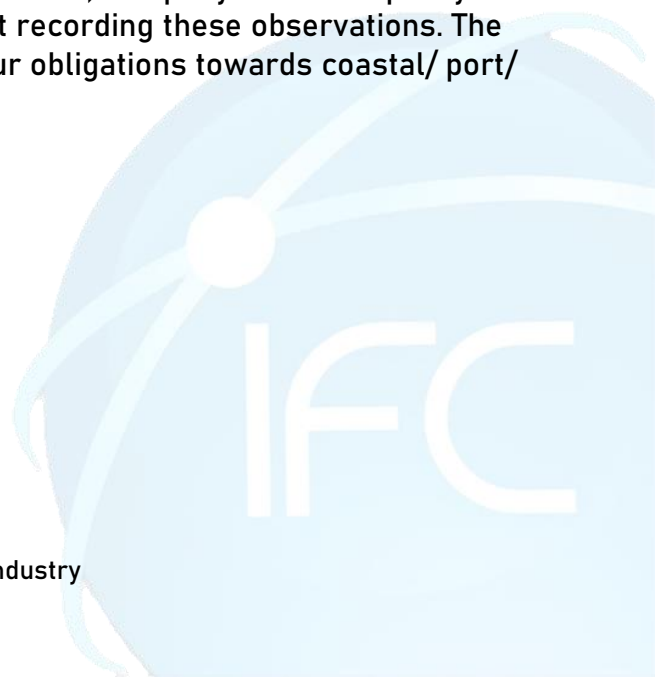 t recording these observations. The
ur obligations towards coastal/ port/
IFC
ndustry